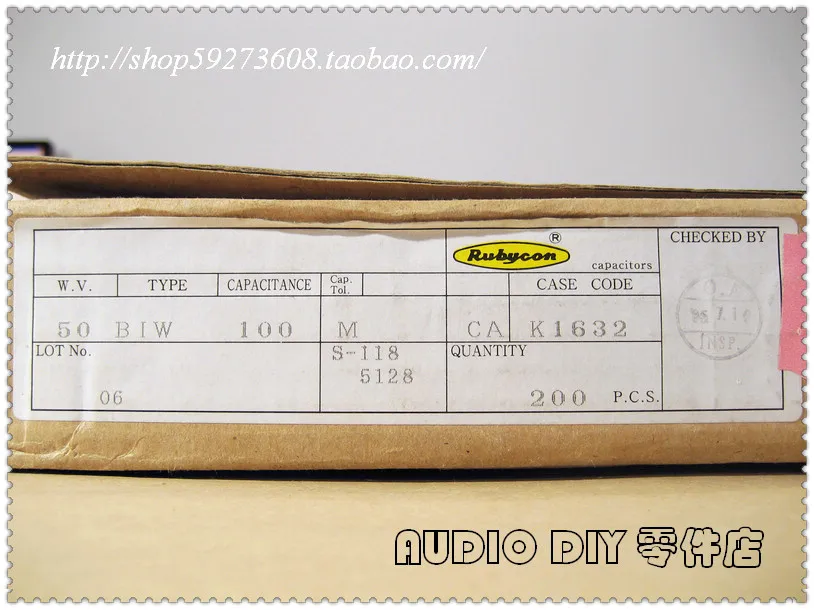 http://shop59273608.taobao.com/
Rubycon ®
capacitors
CHECKED BY
W.V. TYPE CAPACITANCE Cap. Tol. CASE CODE
50 BIW 100 M CA K1632
LOT No. S-118 QUANTITY
5128
06 200 P.C.S.
Q.A
INSP.
AUDIO DIY 零件店